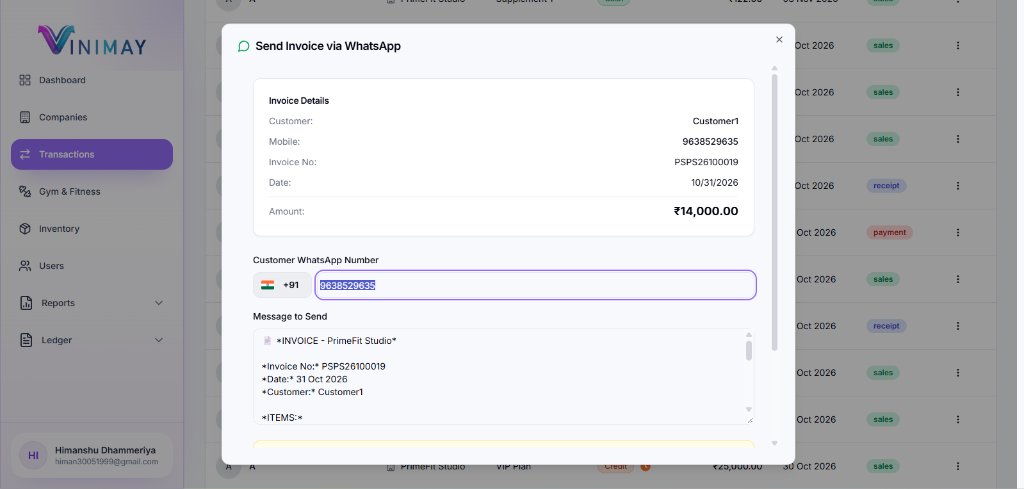 VINIMAY
Dashboard
Companies
Transactions
Gym & Fitness
Inventory
Users
Reports
Ledger
HI
Himanshu Dhammeriya
himan30051999@gmail.com
Send Invoice via WhatsApp
×
Invoice Details
Customer: Customer1
Mobile: 9638529635
Invoice No: PSPS26100019
Date: 10/31/2026
Amount: ₹14,000.00
Customer WhatsApp Number
+91 9638529635
Message to Send
*INVOICE - PrimeFit Studio*
*Invoice No:* PSPS26100019
*Date:* 31 Oct 2026
*Customer:* Customer1
*ITEMS:*
Oct 2026 sales
Oct 2026 sales
Oct 2026 sales
Oct 2026 receipt
Oct 2026 payment
Oct 2026 sales
Oct 2026 receipt
Oct 2026 sales
Oct 2026 sales
A A PrimeFit Studio VIP Plan Credit ₹25,000.00 30 Oct 2026 sales